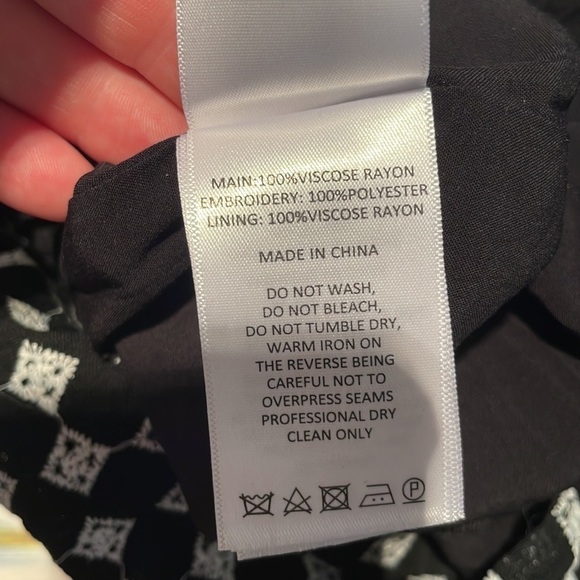 MAIN:100%VISCOSE RAYON
EMBROIDERY: 100%POLYESTER
LINING: 100%VISCOSE RAYON
MADE IN CHINA
DO NOT WASH,
DO NOT BLEACH,
DO NOT TUMBLE DRY,
WARM IRON ON
THE REVERSE BEING
CAREFUL NOT TO
OVERPRESS SEAMS
PROFESSIONAL DRY
CLEAN ONLY
P